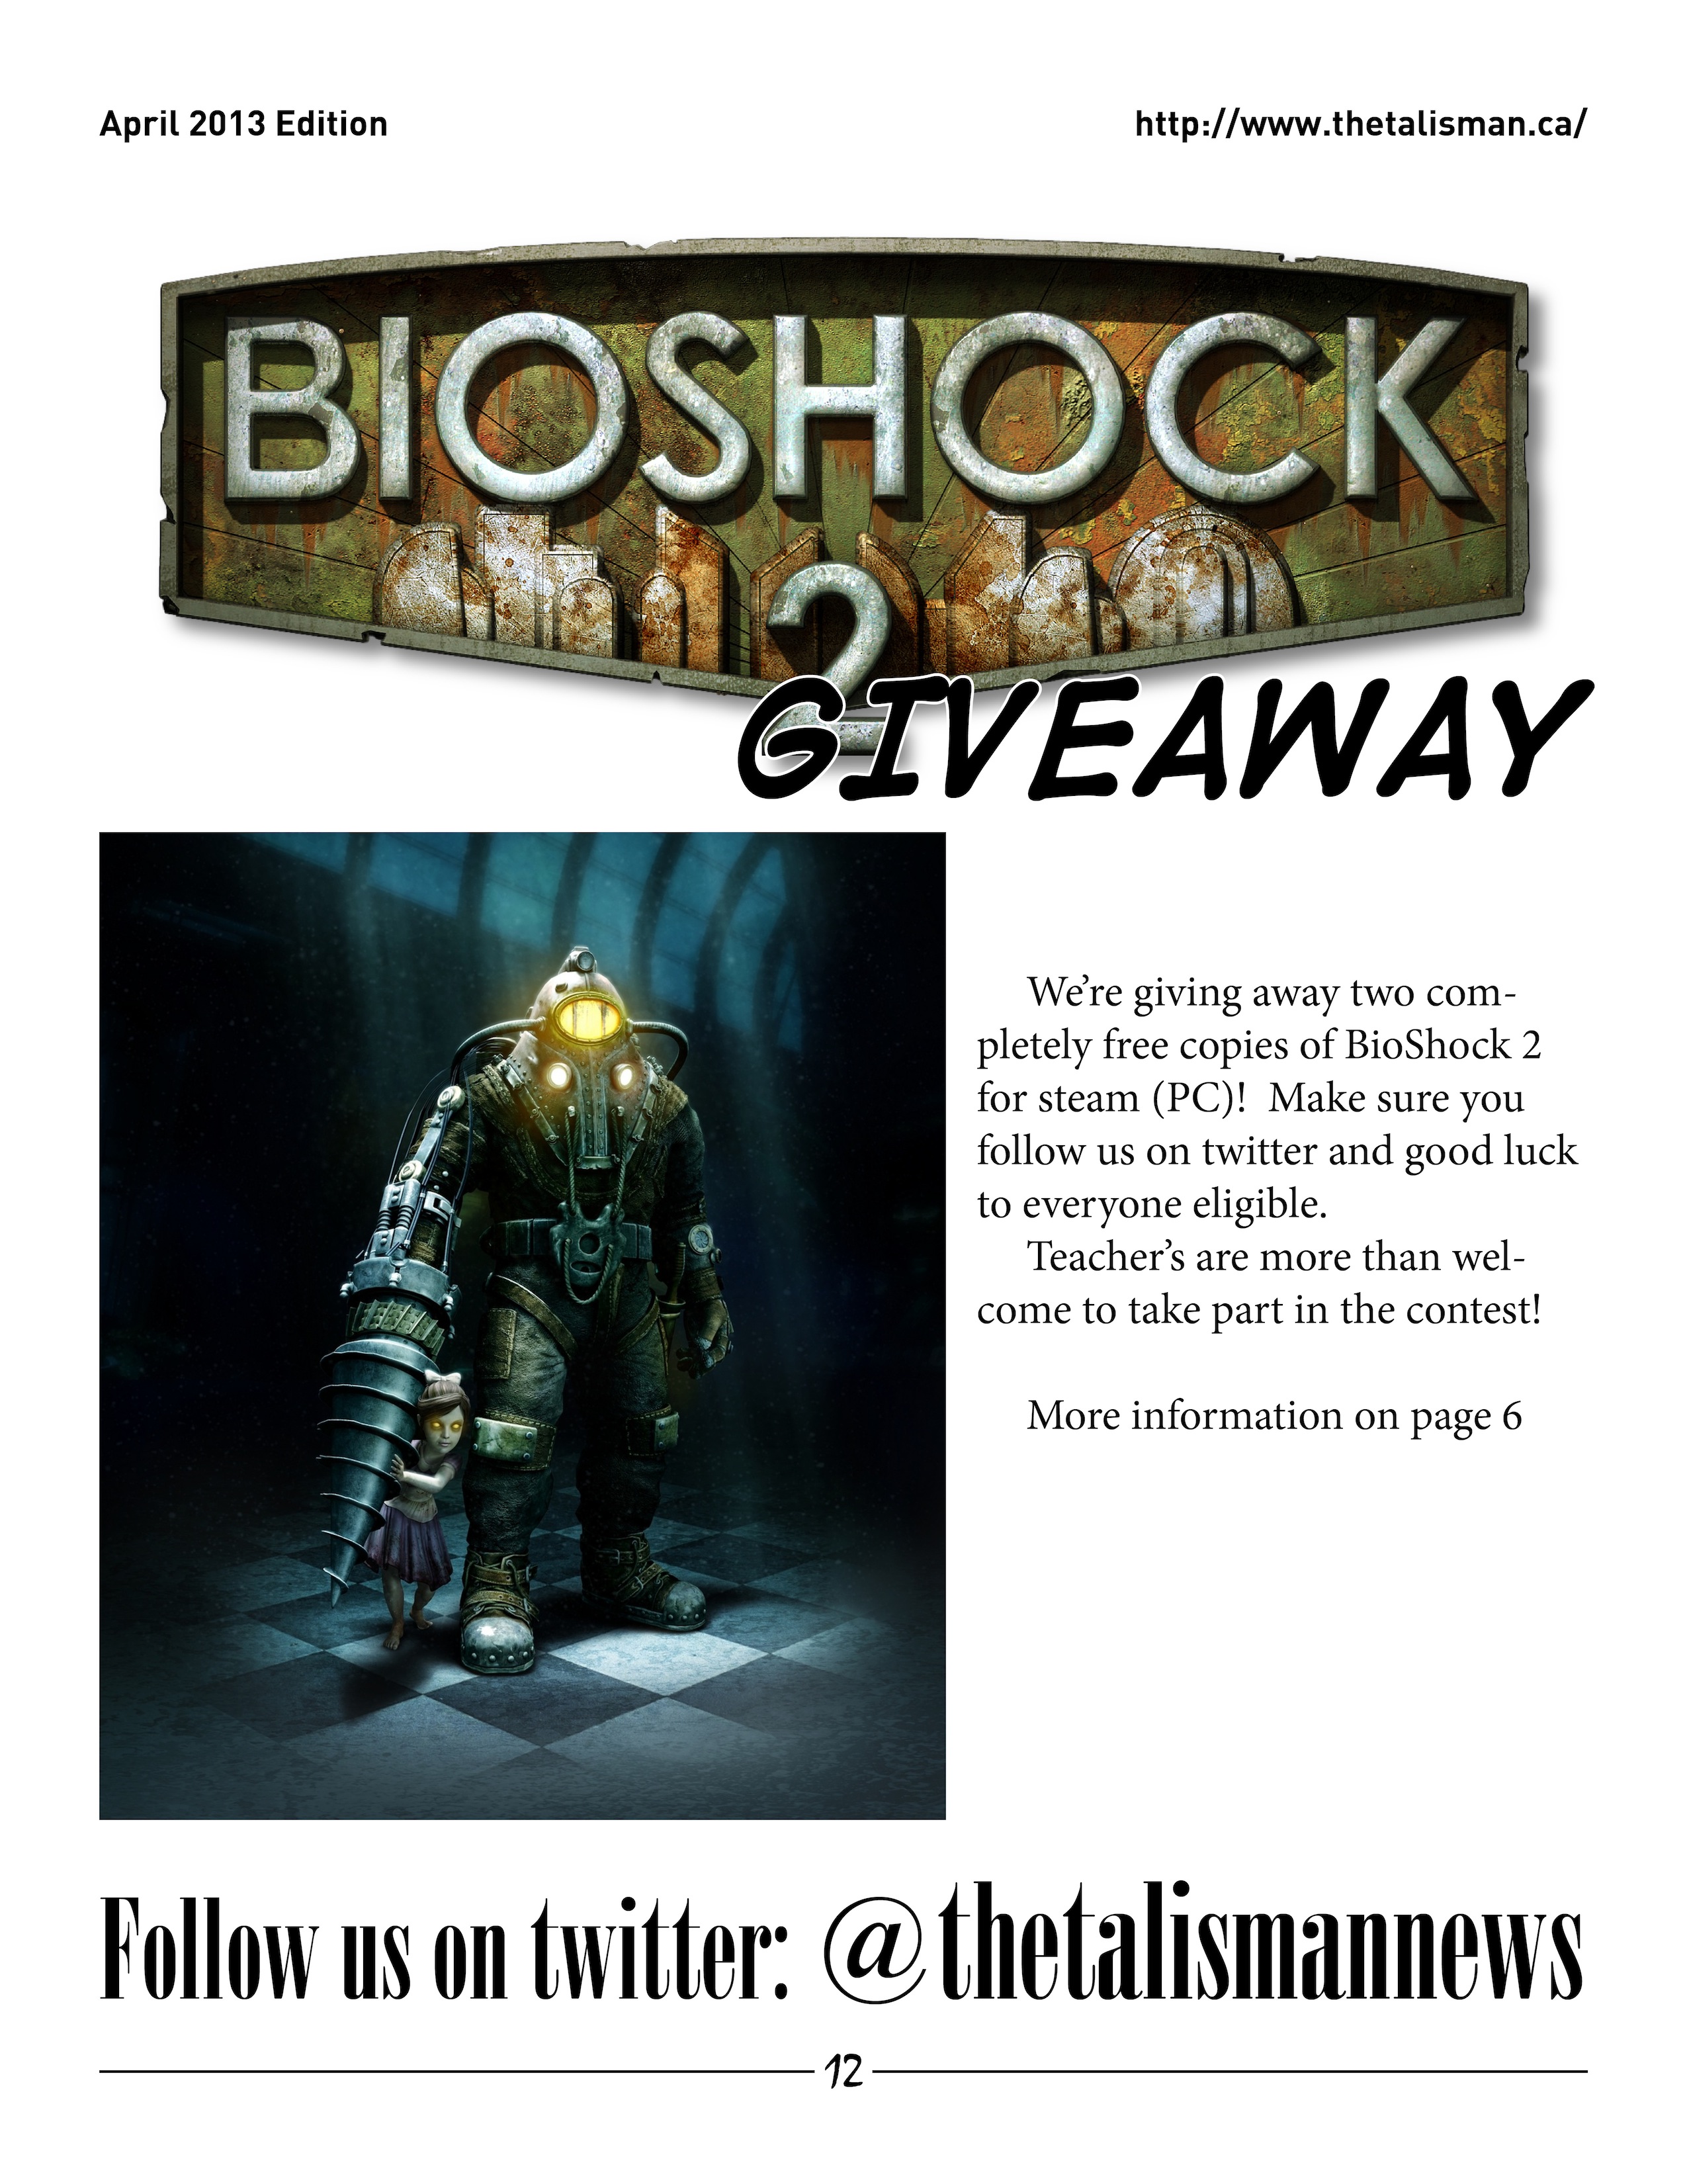 April 2013 Edition
http://www.thetalisman.ca/
BIOSHOCK
2
GIVEAWAY
We’re giving away two com-
pletely free copies of BioShock 2
for steam (PC)!  Make sure you
follow us on twitter and good luck
to everyone eligible.
Teacher’s are more than wel-
come to take part in the contest!
More information on page 6
Follow us on twitter: @thetalismannews
12